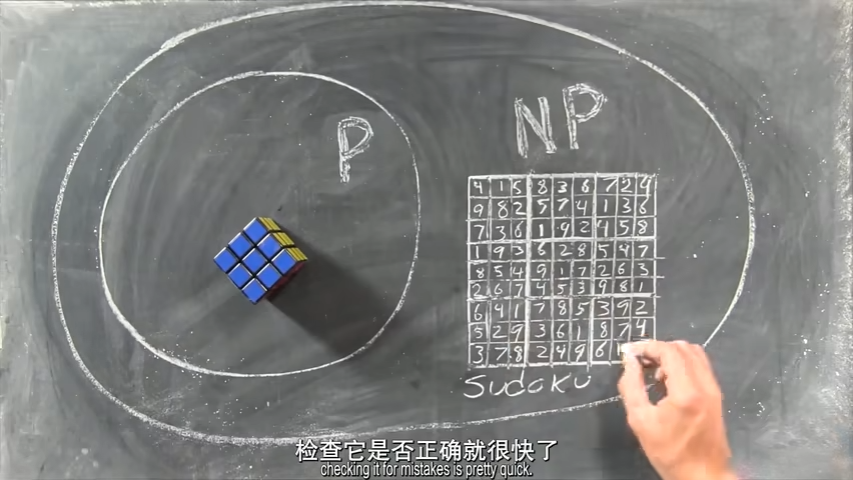 P
NP
4 1 5 8 3 6 7 2 9
9 8 2 5 7 4 1 3 6
7 3 6 1 9 2 4 5 8
1 9 3 6 2 8 5 4 7
8 5 4 9 1 7 2 6 3
2 6 7 4 5 3 9 8 1
6 4 1 7 8 5 3 9 2
5 2 9 3 6 1 8 7 4
3 7 8 2 4 9 6
Sudoku
检查它是否正确就很快了
checking it for mistakes is pretty quick.